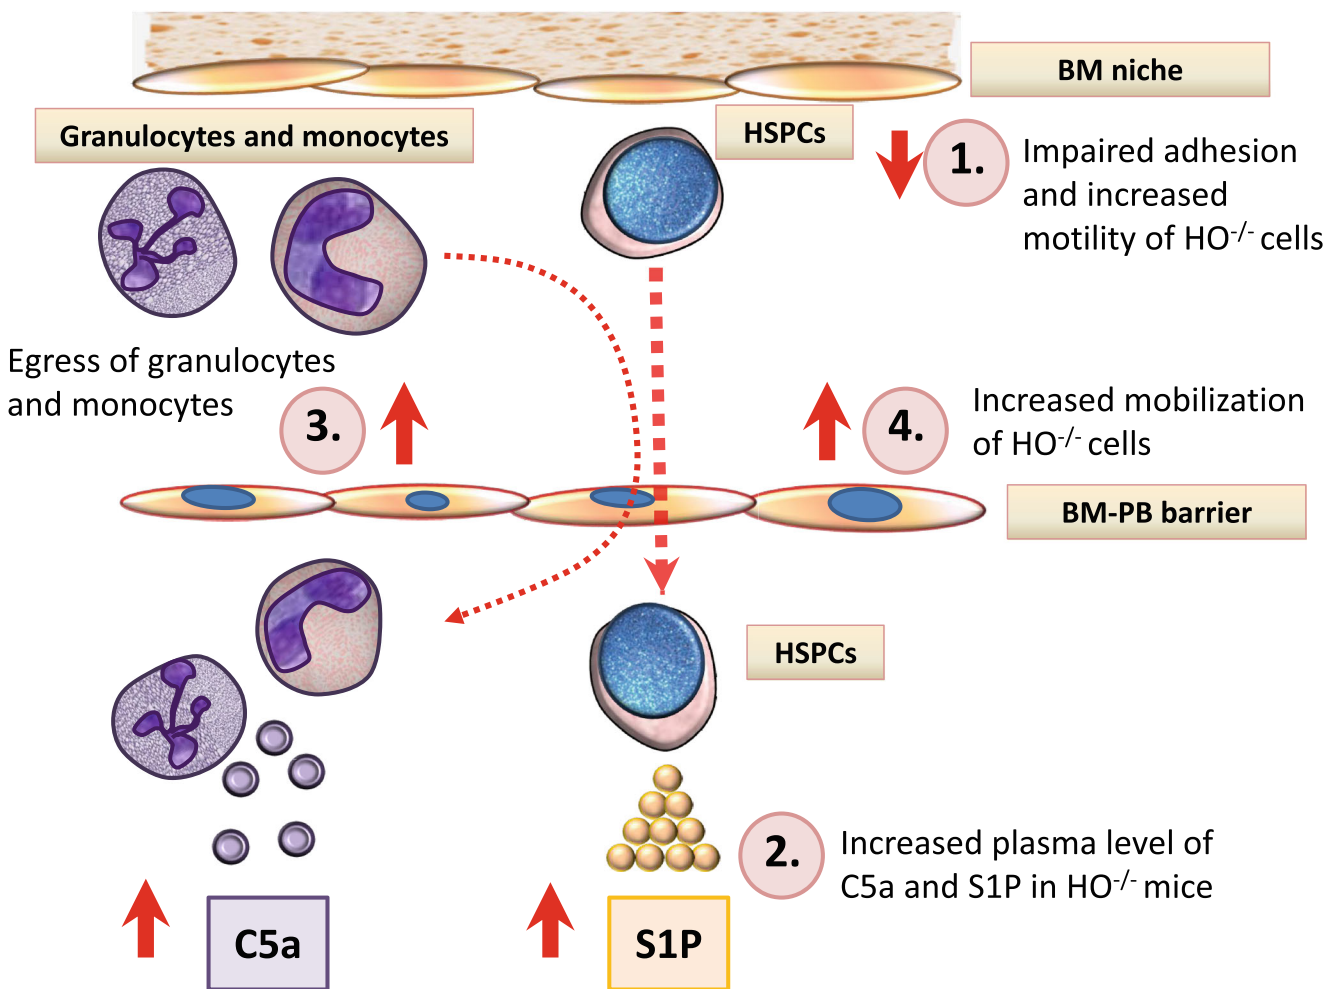 BM niche
Granulocytes and monocytes
HSPCs
1.
Impaired adhesion
and increased
motility of HO-/- cells
Egress of granulocytes
and monocytes
3.
4.
Increased mobilization
of HO-/- cells
BM-PB barrier
HSPCs
2.
Increased plasma level of
C5a and S1P in HO-/- mice
C5a
S1P